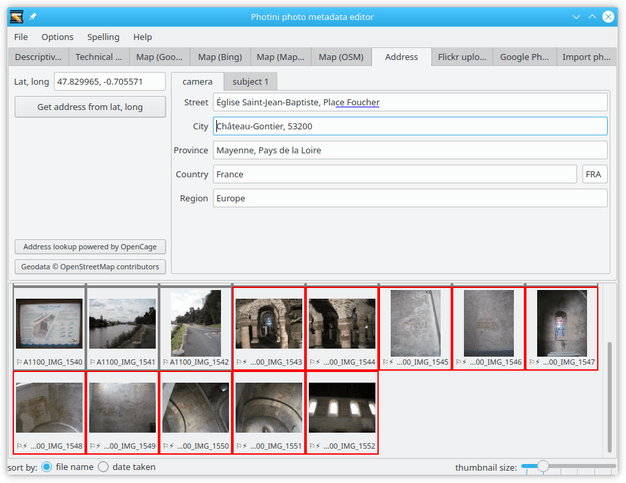 Photini photo metadata editor
File Options Spelling Help
Descriptiv... Technical ... Map (Goo... Map (Bing) Map (Map... Map (OSM) Address Flickr uplo... Google Ph... Import ph...
Lat, long 47.829965, -0.705571
Get address from lat, long
camera subject 1
Street Église Saint-Jean-Baptiste, Place Foucher
City Château-Gontier, 53200
Province Mayenne, Pays de la Loire
Country France FRA
Region Europe
Address lookup powered by OpenCage
Geodata © OpenStreetMap contributors
A1100_IMG_1540 A1100_IMG_1541 A1100_IMG_1542 ...00_IMG_1543 ...00_IMG_1544 ...00_IMG_1545 ...00_IMG_1546 ...00_IMG_1547
...00_IMG_1548 ...00_IMG_1549 ...00_IMG_1550 ...00_IMG_1551 ...00_IMG_1552
sort by: file name date taken thumbnail size: